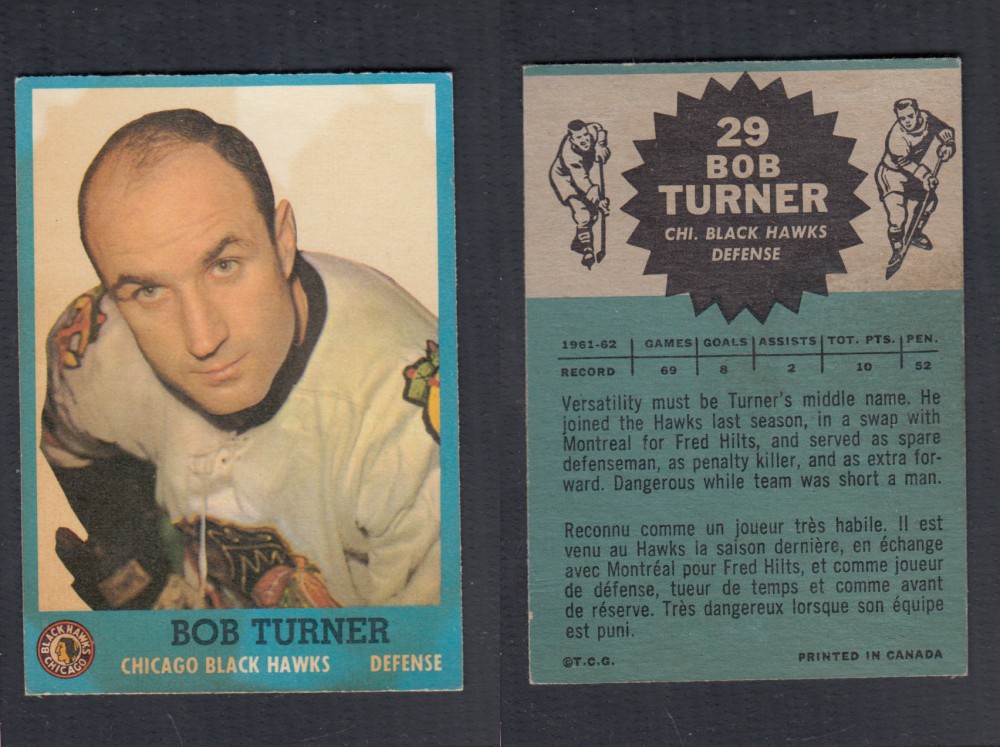 BOB TURNER
BLACK HAWKS
CHICAGO
CHICAGO BLACK HAWKS DEFENSE
29
BOB
TURNER
CHI. BLACK HAWKS
DEFENSE
1961-62 GAMES GOALS ASSISTS TOT. PTS. PEN.
RECORD 69 8 2 10 52
Versatility must be Turner's middle name. He
joined the Hawks last season, in a swap with
Montreal for Fred Hilts, and served as spare
defenseman, as penalty killer, and as extra for-
ward. Dangerous while team was short a man.
Reconnu comme un joueur très habile. Il est
venu au Hawks la saison dernière, en échange
avec Montréal pour Fred Hilts, et comme joueur
de défense, tueur de temps et comme avant
de réserve. Très dangereux lorsque son équipe
est puni.
©T.C.G. PRINTED IN CANADA